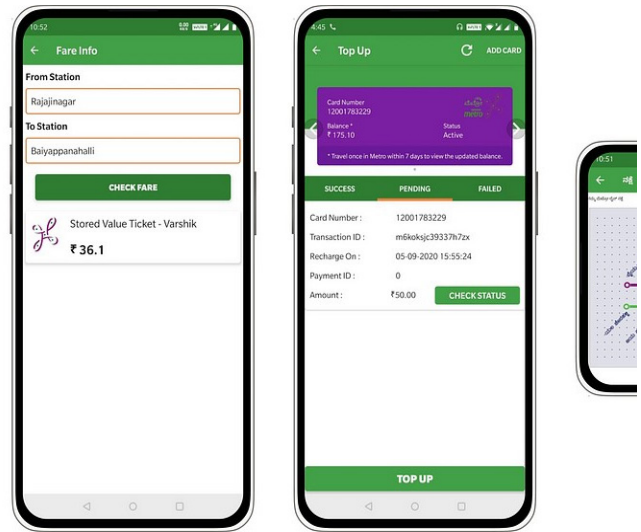 10:52
Fare Info
From Station
Rajajinagar
To Station
Baiyappanahalli
CHECK FARE
Stored Value Ticket - Varshik
₹ 36.1
4:45
Top Up
ADD CARD
Card Number
12001783229
Balance *
₹ 175.10
Status
Active
* Travel once in Metro within 7 days to view the updated balance.
SUCCESS PENDING FAILED
Card Number : 12001783229
Transaction ID : m6koksjc39337h7zx
Recharge On : 05-09-2020 15:55:24
Payment ID : 0
Amount : ₹50.00 CHECK STATUS
TOP UP
10:51